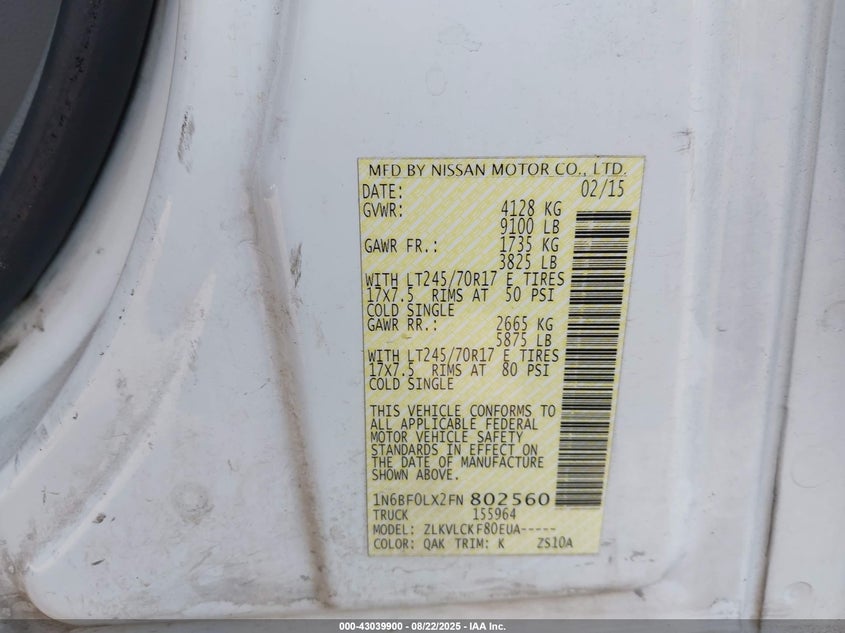 MFD BY NISSAN MOTOR CO., LTD.
DATE: 02/15
GVWR: 4128 KG
9100 LB
GAWR FR.: 1735 KG
3825 LB
WITH LT245/70R17 E TIRES
17X7.5 RIMS AT 50 PSI
COLD SINGLE
GAWR RR.: 2665 KG
5875 LB
WITH LT245/70R17 E TIRES
17X7.5 RIMS AT 80 PSI
COLD SINGLE
THIS VEHICLE CONFORMS TO
ALL APPLICABLE FEDERAL
MOTOR VEHICLE SAFETY
STANDARDS IN EFFECT ON
THE DATE OF MANUFACTURE
SHOWN ABOVE.
1N6BF0LX2FN 802560
TRUCK 155964
MODEL: ZLKVLCKF80EUA-----
COLOR: QAK TRIM: K ZS10A
000-43039900 - 08/22/2025 - IAA Inc.